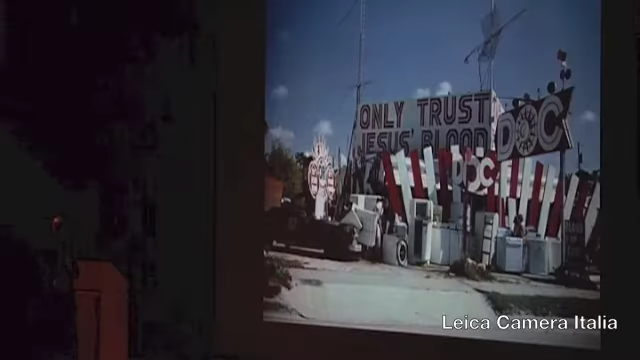 ONLY TRUST
JESUS' BLOOD
DOC
DOC
Leica Camera Italia